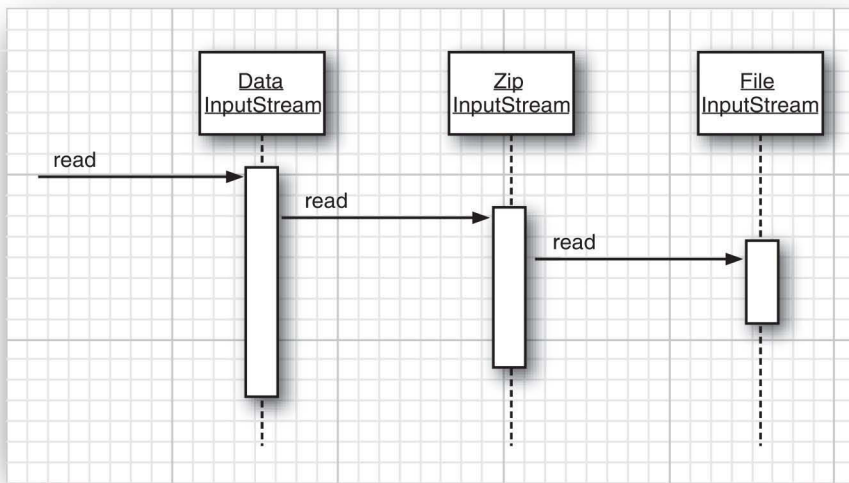 Data
InputStream
Zip
InputStream
File
InputStream
read
read
read